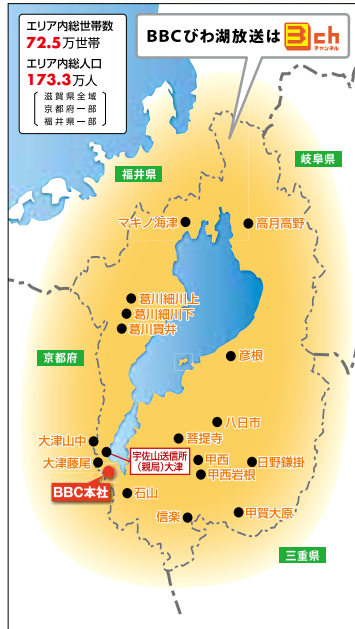 エリア内総世帯数
72.5万世帯
エリア内総人口
173.3万人
滋賀県全域
京都府一部
福井県一部
BBCびわ湖放送は 3ch
チャンネル
岐阜県
福井県
マキノ海津
高月高野
葛川細川上
葛川細川下
葛川貫井
京都府
彦根
八日市
大津山中
菩提寺
宇佐山送信所
（親局）大津
大津藤尾
甲西
日野鎌掛
甲西岩根
BBC本社
石山
信楽
甲賀大原
三重県